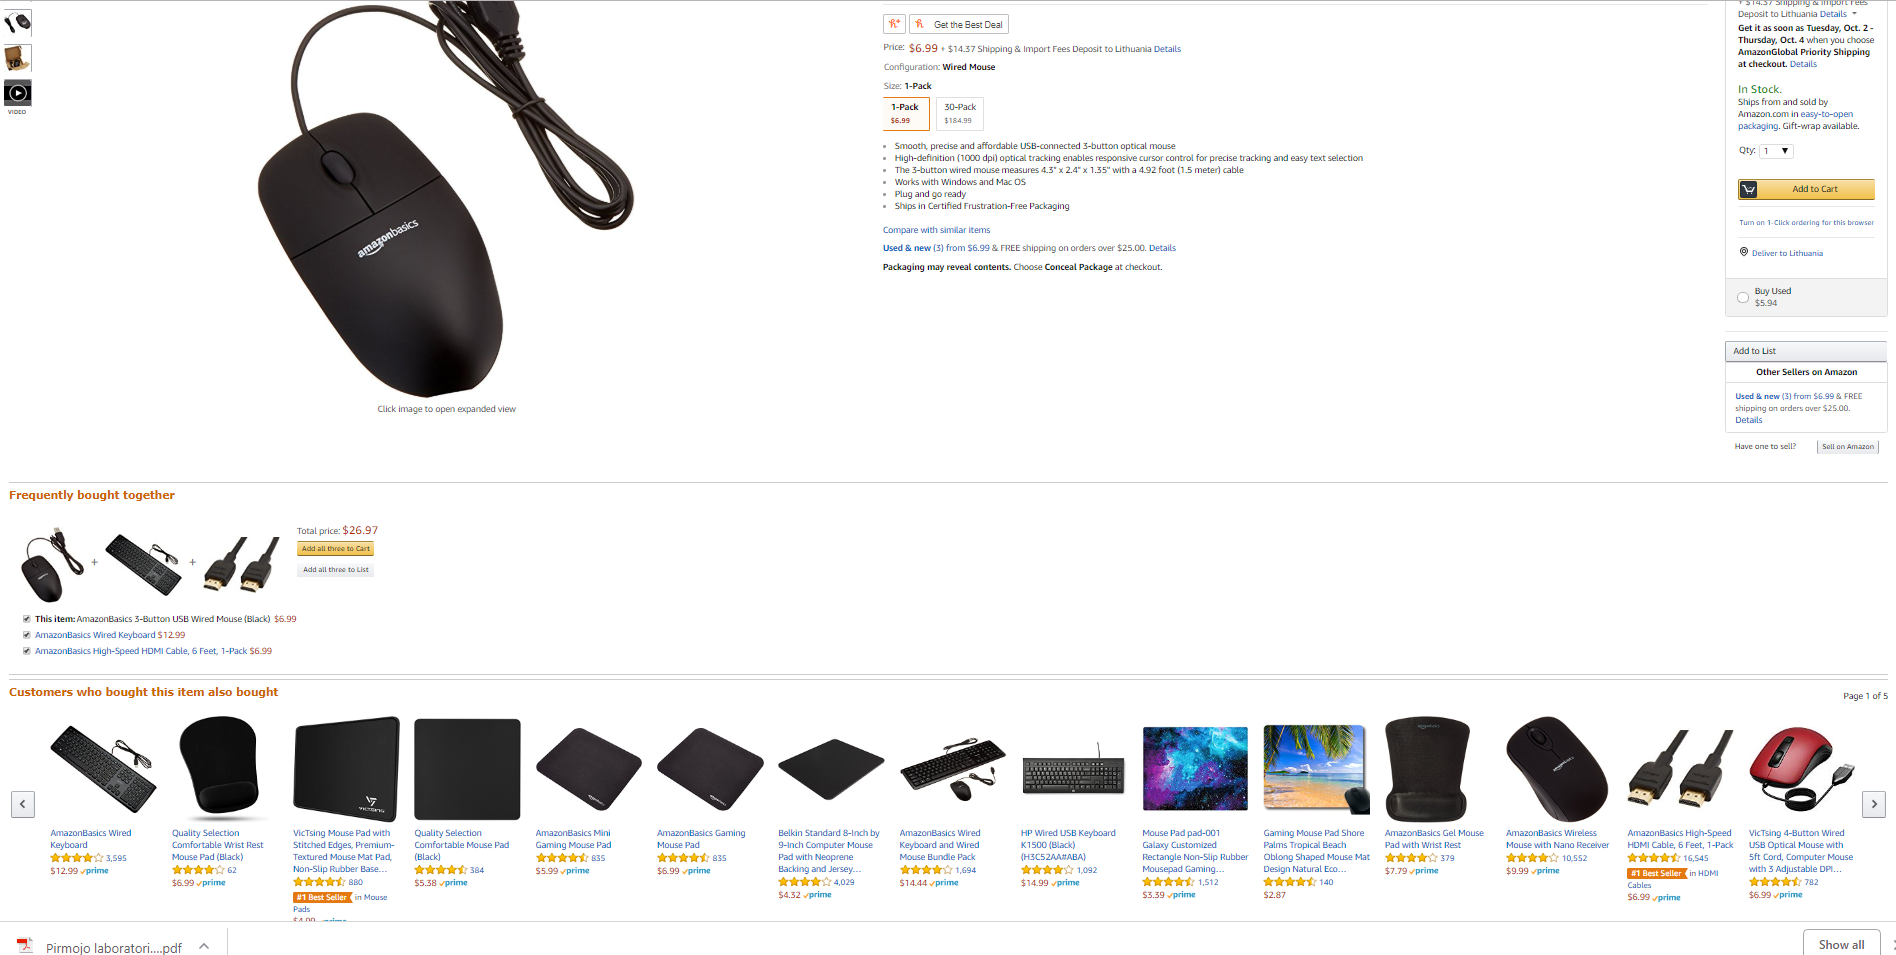 VIDEO
amazonbasics
Click image to open expanded view
Get the Best Deal
Price: $6.99 + $14.37 Shipping & Import Fees Deposit to Lithuania Details
Configuration: Wired Mouse
Size: 1-Pack
1-Pack
$6.99
30-Pack
$184.99
Smooth, precise and affordable USB-connected 3-button optical mouse
High-definition (1000 dpi) optical tracking enables responsive cursor control for precise tracking and easy text selection
The 3-button wired mouse measures 4.3" x 2.4" x 1.35" with a 4.92 foot (1.5 meter) cable
Works with Windows and Mac OS
Plug and go ready
Ships in Certified Frustration-Free Packaging
Compare with similar items
Used & new (3) from $6.99 & FREE shipping on orders over $25.00. Details
Packaging may reveal contents. Choose Conceal Package at checkout.
+ $14.37 Shipping & Import Fees
Deposit to Lithuania Details
Get it as soon as Tuesday, Oct. 2 -
Thursday, Oct. 4 when you choose
AmazonGlobal Priority Shipping
at checkout. Details
In Stock.
Ships from and sold by
Amazon.com in easy-to-open
packaging. Gift-wrap available.
Qty: 1
Add to Cart
Turn on 1-Click ordering for this browser
Deliver to Lithuania
Buy Used
$5.94
Add to List
Other Sellers on Amazon
Used & new (3) from $6.99 & FREE
shipping on orders over $25.00.
Details
Have one to sell? Sell on Amazon
Frequently bought together
Total price: $26.97
Add all three to Cart
Add all three to List
This item: AmazonBasics 3-Button USB Wired Mouse (Black) $6.99
AmazonBasics Wired Keyboard $12.99
AmazonBasics High-Speed HDMI Cable, 6 Feet, 1-Pack $6.99
Customers who bought this item also bought
Page 1 of 5
AmazonBasics Wired
Keyboard
3,595
$12.99 prime
Quality Selection
Comfortable Wrist Rest
Mouse Pad (Black)
62
$6.99 prime
VICTSING
VicTsing Mouse Pad with
Stitched Edges, Premium-
Textured Mouse Mat Pad,
Non-Slip Rubber Base...
880
#1 Best Seller in Mouse
Pads
$4.99 prime
Quality Selection
Comfortable Mouse Pad
(Black)
384
$5.38 prime
AmazonBasics Mini
Gaming Mouse Pad
835
$5.99 prime
AmazonBasics Gaming
Mouse Pad
835
$6.99 prime
Belkin Standard 8-Inch by
9-Inch Computer Mouse
Pad with Neoprene
Backing and Jersey...
4,029
$4.32 prime
AmazonBasics Wired
Keyboard and Wired
Mouse Bundle Pack
1,694
$14.44 prime
HP Wired USB Keyboard
K1500 (Black)
(H3C52AA#ABA)
1,092
$14.99 prime
Mouse Pad pad-001
Galaxy Customized
Rectangle Non-Slip Rubber
Mousepad Gaming...
1,512
$3.39 prime
Gaming Mouse Pad Shore
Palms Tropical Beach
Oblong Shaped Mouse Mat
Design Natural Eco...
140
$2.87
AmazonBasics Gel Mouse
Pad with Wrist Rest
379
$7.79 prime
AmazonBasics Wireless
Mouse with Nano Receiver
10,552
$9.99 prime
AmazonBasics High-Speed
HDMI Cable, 6 Feet, 1-Pack
16,545
#1 Best Seller in HDMI
Cables
$6.99 prime
VicTsing 4-Button Wired
USB Optical Mouse with
5ft Cord, Computer Mouse
with 3 Adjustable DPI...
782
$6.99 prime
Pirmojo laboratori....pdf
Show all